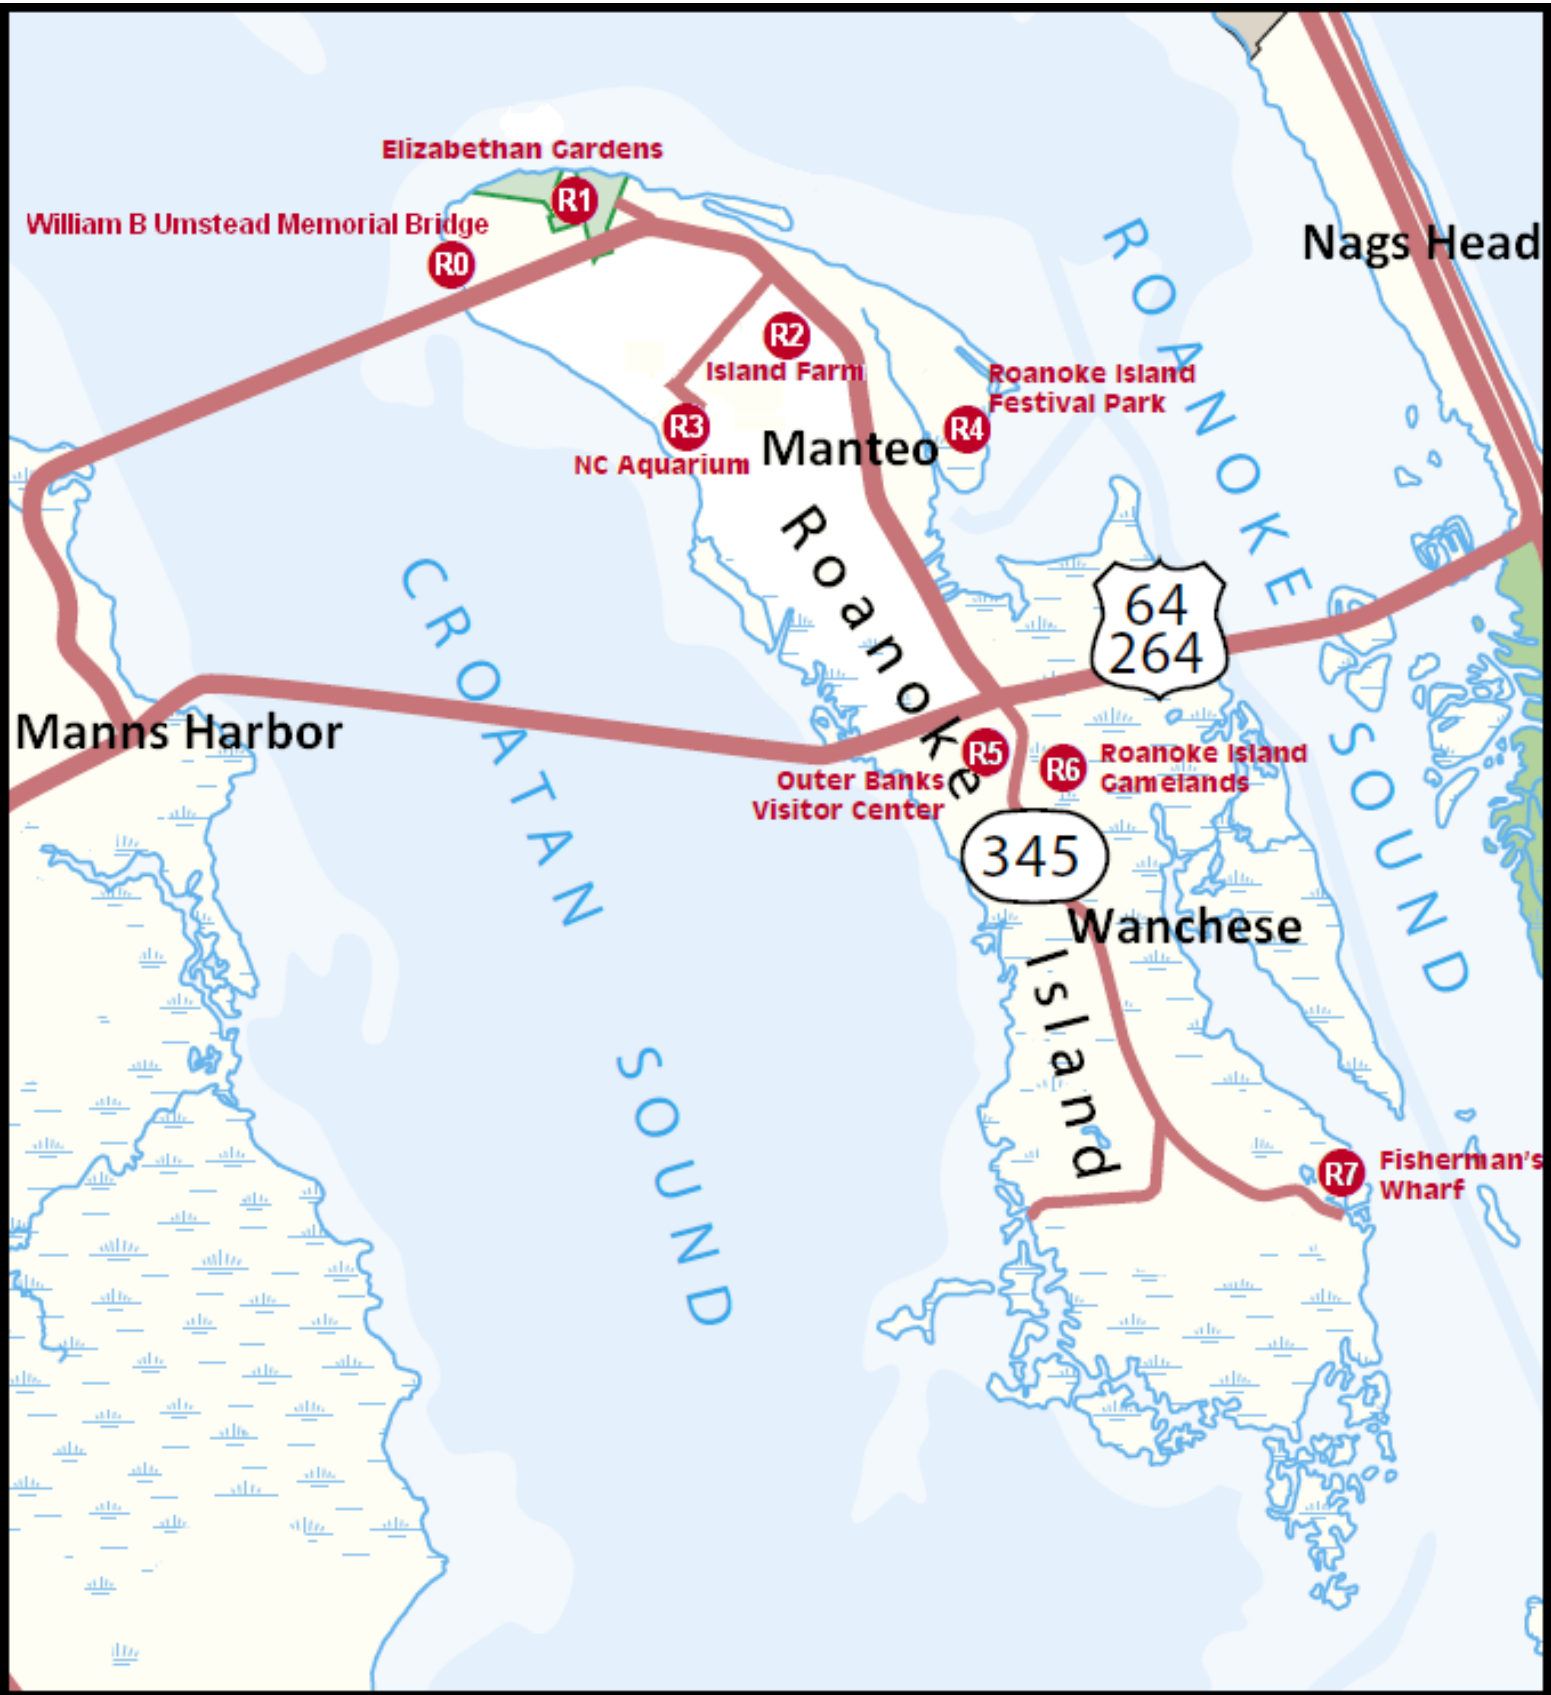 Elizabethan Gardens
R1
William B Umstead Memorial Bridge
R0
Nags Head
ROANOKE SOUND
R2
Island Farm
Roanoke Island
Festival Park
R4
R3
NC Aquarium
Manteo
Roanoke Island
64
264
CROATAN SOUND
Manns Harbor
R5
Outer Banks
Visitor Center
R6
Roanoke Island
Gamelands
345
Wanchese
R7
Fisherman's
Wharf